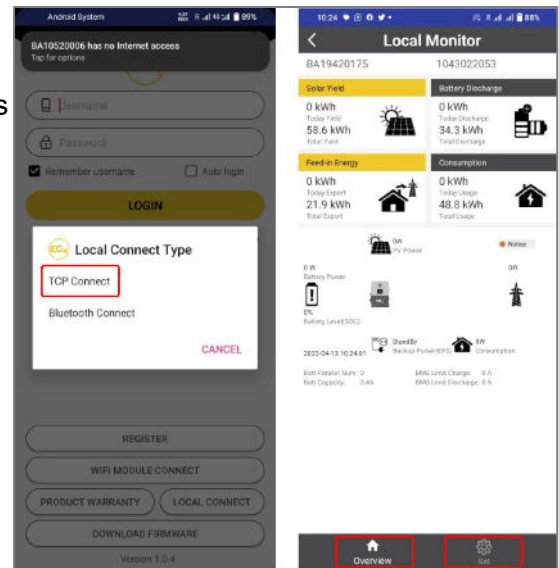 s
Android System
89%
BA10520006 has no Internet access
Tap for options
Username
Password
Remember username
Auto login
LOGIN
Local Connect Type
TCP Connect
Bluetooth Connect
CANCEL
REGISTER
WIFI MODULE CONNECT
PRODUCT WARRANTY
LOCAL CONNECT
DOWNLOAD FIRMWARE
Version 1.0.4
10:24
88%
Local Monitor
BA19420175
1043022053
Solar Yield
Battery Discharge
0 kWh
Today Yield
58.6 kWh
Total Yield
0 kWh
Today Discharge
34.3 kWh
Total Discharge
Feed-in Energy
Consumption
0 kWh
Today Export
21.9 kWh
Total Export
0 kWh
Today Usage
48.8 kWh
Total Usage
0W
PV Power
Notice
0 W
Battery Power
0W
0%
Battery Level(SOC)
2023-04-13 10:24:01
Standby
Backup Power(EPS)
0W
Consumption
Batt Parallel Num: 0
BMS Limit Charge: 0 A
Batt Capacity: 0 Ah
BMS Limit Discharge: 0 A
Overview
Set